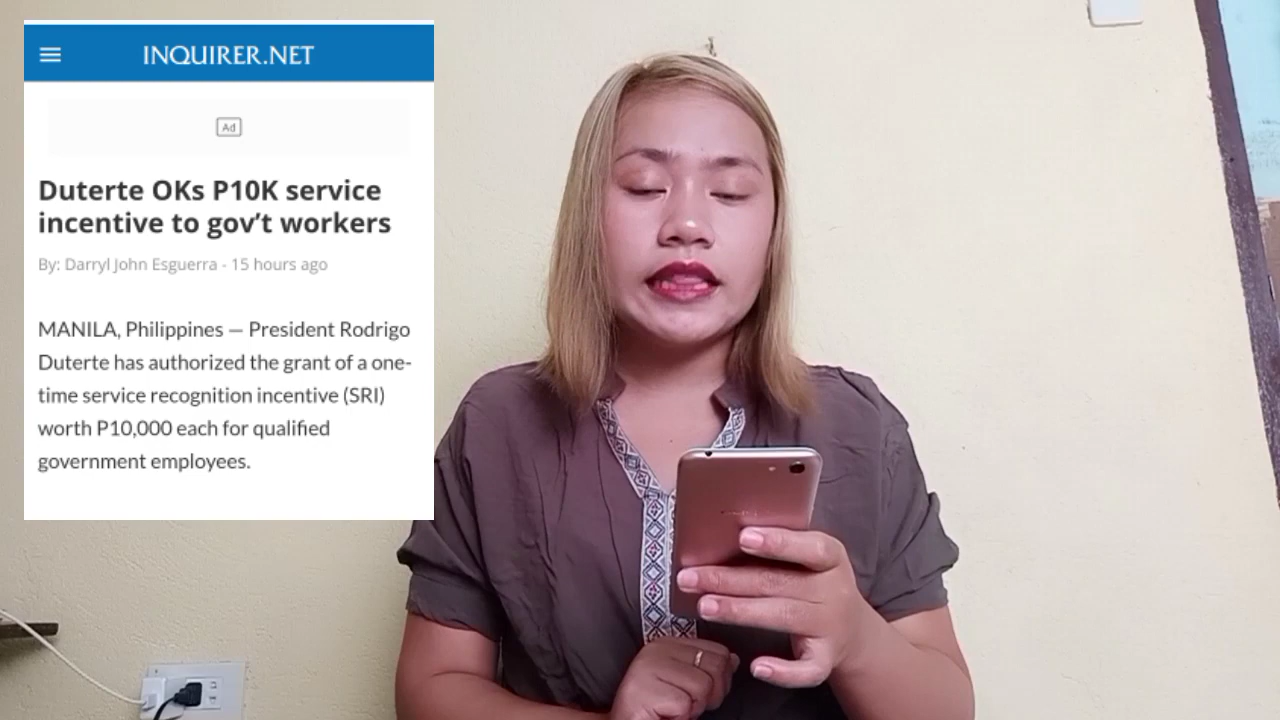 INQUIRER.NET
Ad
Duterte OKs P10K service
incentive to gov't workers
By: Darryl John Esguerra - 15 hours ago
MANILA, Philippines — President Rodrigo
Duterte has authorized the grant of a one-
time service recognition incentive (SRI)
worth P10,000 each for qualified
government employees.